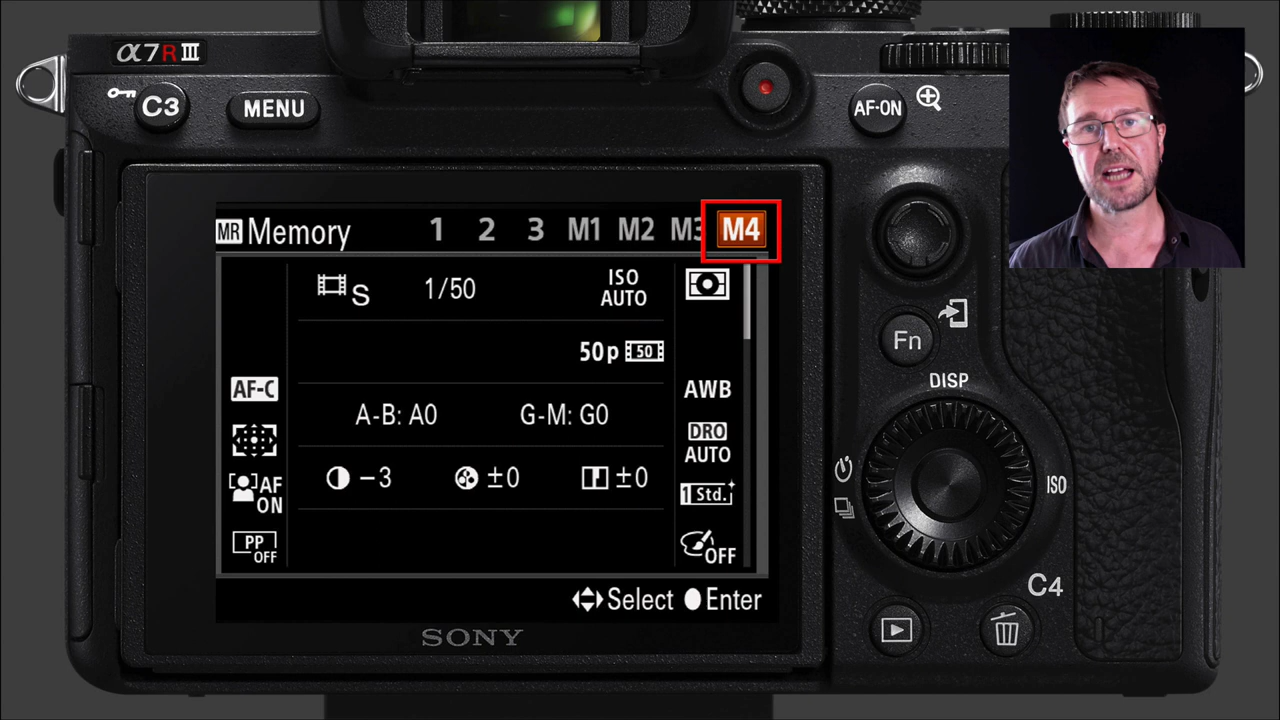 α7RIII
C3
MENU
AF-ON
MR Memory 1 2 3 M1 M2 M3 M4
S 1/50 ISO AUTO
50p 50
AF-C
AWB
A-B: A0 G-M: G0
DRO AUTO
−3 ±0 ±0
AF ON
1 Std.
PP OFF
OFF
Select Enter
SONY
Fn
DISP
ISO
C4